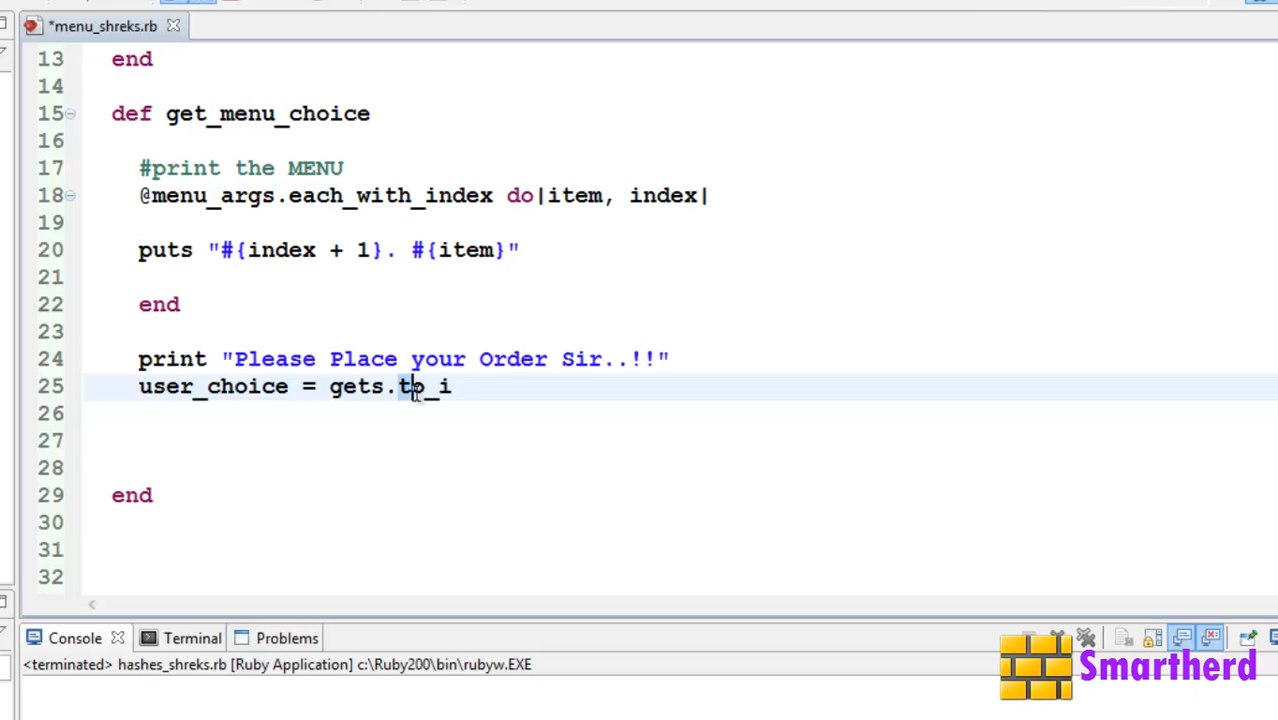 *menu_shreks.rb
13 end
14
15 def get_menu_choice
16
17 #print the MENU
18 @menu_args.each_with_index do|item, index|
19
20 puts "#{index + 1}. #{item}"
21
22 end
23
24 print "Please Place your Order Sir..!!"
25 user_choice = gets.to_i
26
27
28
29 end
30
31
32
Console Terminal Problems
<terminated> hashes_shreks.rb [Ruby Application] c:\Ruby200\bin\rubyw.EXE
Smartherd